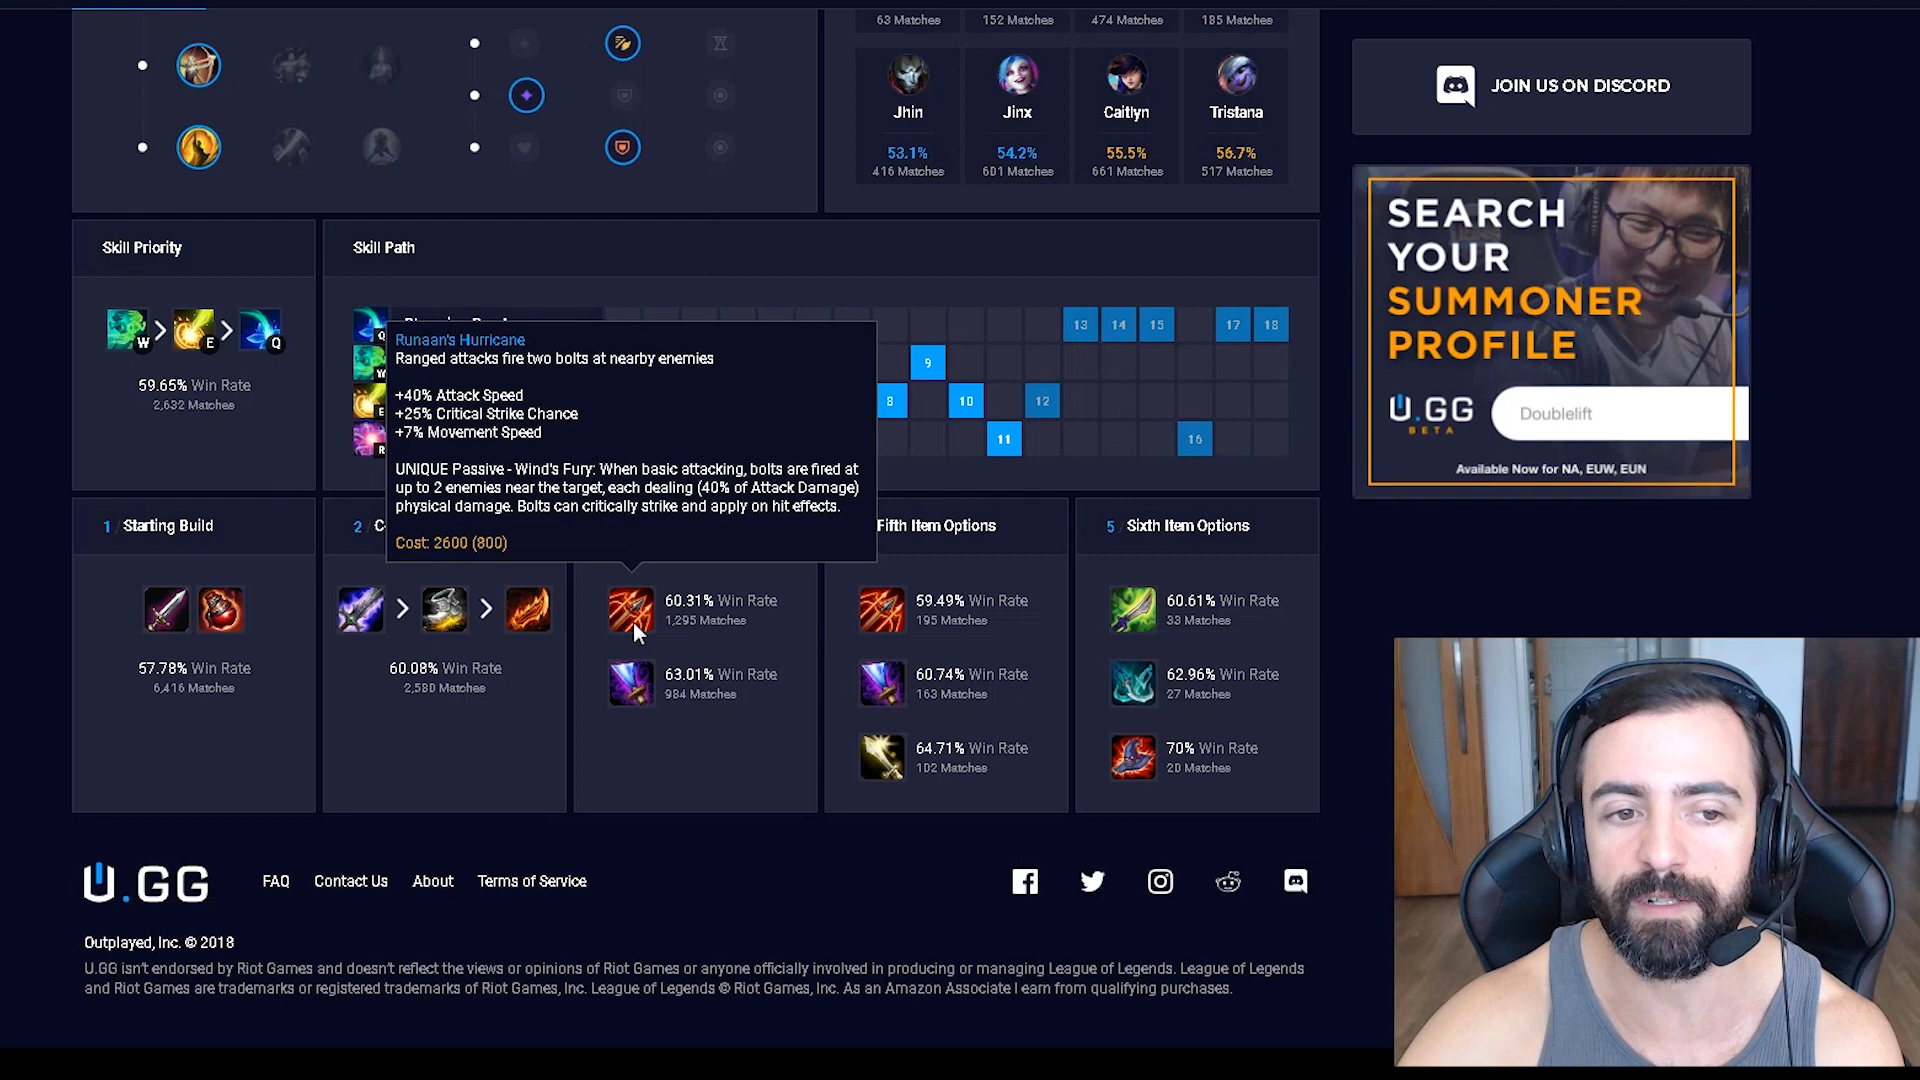 63 Matches
152 Matches
474 Matches
185 Matches
Jhin
Jinx
Caitlyn
Tristana
53.1%
54.2%
55.5%
56.7%
416 Matches
601 Matches
661 Matches
517 Matches
JOIN US ON DISCORD
SEARCH
YOUR
SUMMONER
PROFILE
U.GG
BETA
Doublelift
Available Now for NA, EUW, EUN
Skill Priority
W
E
Q
59.65% Win Rate
2,632 Matches
Skill Path
Q
W
E
R
13
14
15
17
18
9
8
10
12
11
16
Runaan's Hurricane
Ranged attacks fire two bolts at nearby enemies
+40% Attack Speed
+25% Critical Strike Chance
+7% Movement Speed
UNIQUE Passive - Wind's Fury: When basic attacking, bolts are fired at
up to 2 enemies near the target, each dealing (40% of Attack Damage)
physical damage. Bolts can critically strike and apply on hit effects.
Cost: 2600 (800)
1 / Starting Build
57.78% Win Rate
6,416 Matches
2
60.08% Win Rate
2,580 Matches
60.31% Win Rate
1,295 Matches
63.01% Win Rate
984 Matches
Fifth Item Options
59.49% Win Rate
195 Matches
60.74% Win Rate
163 Matches
64.71% Win Rate
102 Matches
5 / Sixth Item Options
60.61% Win Rate
33 Matches
62.96% Win Rate
27 Matches
70% Win Rate
20 Matches
U.GG
FAQ
Contact Us
About
Terms of Service
Outplayed, Inc. © 2018
U.GG isn't endorsed by Riot Games and doesn't reflect the views or opinions of Riot Games or anyone officially involved in producing or managing League of Legends. League of Legends
and Riot Games are trademarks or registered trademarks of Riot Games, Inc. League of Legends © Riot Games, Inc. As an Amazon Associate I earn from qualifying purchases.